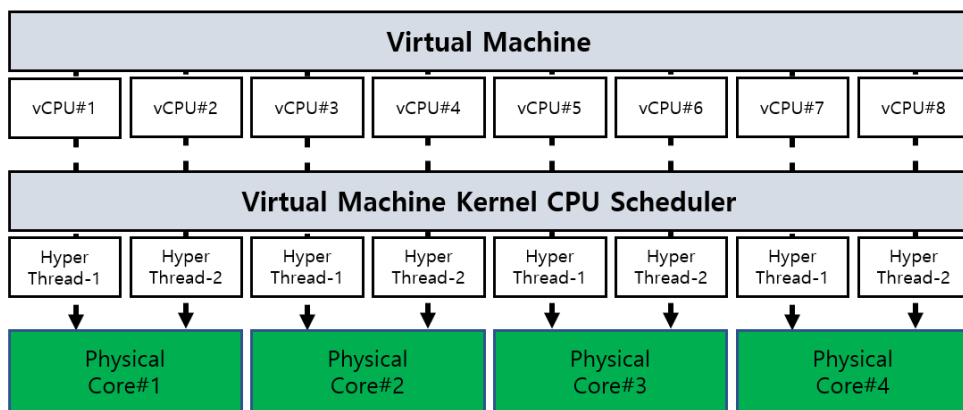 Virtual Machine
vCPU#1
vCPU#2
vCPU#3
vCPU#4
vCPU#5
vCPU#6
vCPU#7
vCPU#8
Virtual Machine Kernel CPU Scheduler
Hyper
Thread-1
Hyper
Thread-2
Hyper
Thread-1
Hyper
Thread-2
Hyper
Thread-1
Hyper
Thread-2
Hyper
Thread-1
Hyper
Thread-2
Physical
Core#1
Physical
Core#2
Physical
Core#3
Physical
Core#4